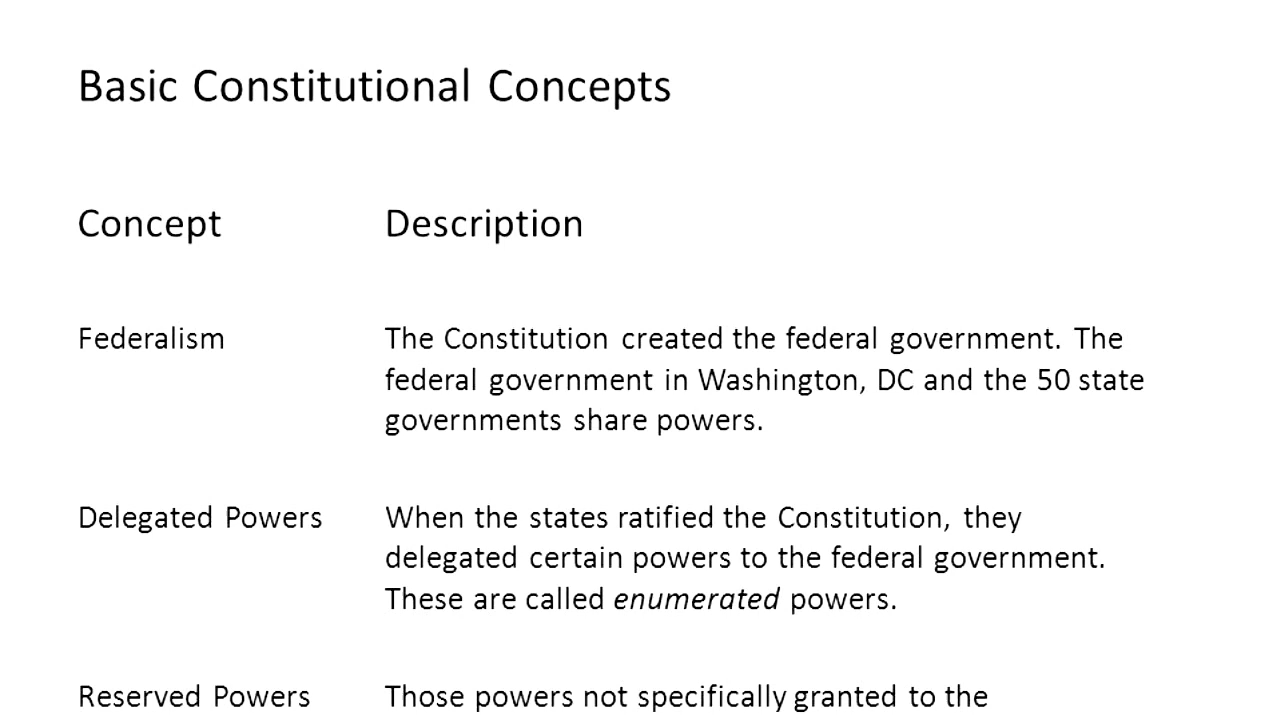 Basic Constitutional Concepts
Concept Description
Federalism The Constitution created the federal government. The
federal government in Washington, DC and the 50 state
governments share powers.
Delegated Powers When the states ratified the Constitution, they
delegated certain powers to the federal government.
These are called enumerated powers.
Reserved Powers Those powers not specifically granted to the